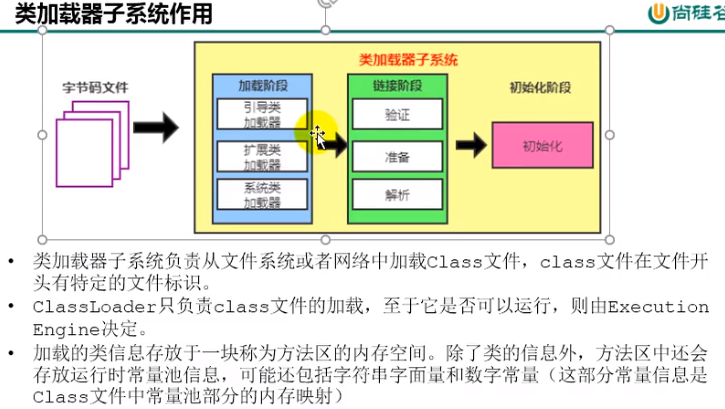 类加载器子系统作用
尚硅谷
类加载器子系统
字节码文件
加载阶段
链接阶段
初始化阶段
引导类
加载器
验证
扩展类
加载器
准备
初始化
系统类
加载器
解析
• 类加载器子系统负责从文件系统或者网络中加载Class文件，class文件在文件开
头有特定的文件标识。
• ClassLoader只负责class文件的加载，至于它是否可以运行，则由Execution
Engine决定。
• 加载的类信息存放于一块称为方法区的内存空间。除了类的信息外，方法区中还会
存放运行时常量池信息，可能还包括字符串字面量和数字常量（这部分常量信息是
Class文件中常量池部分的内存映射）